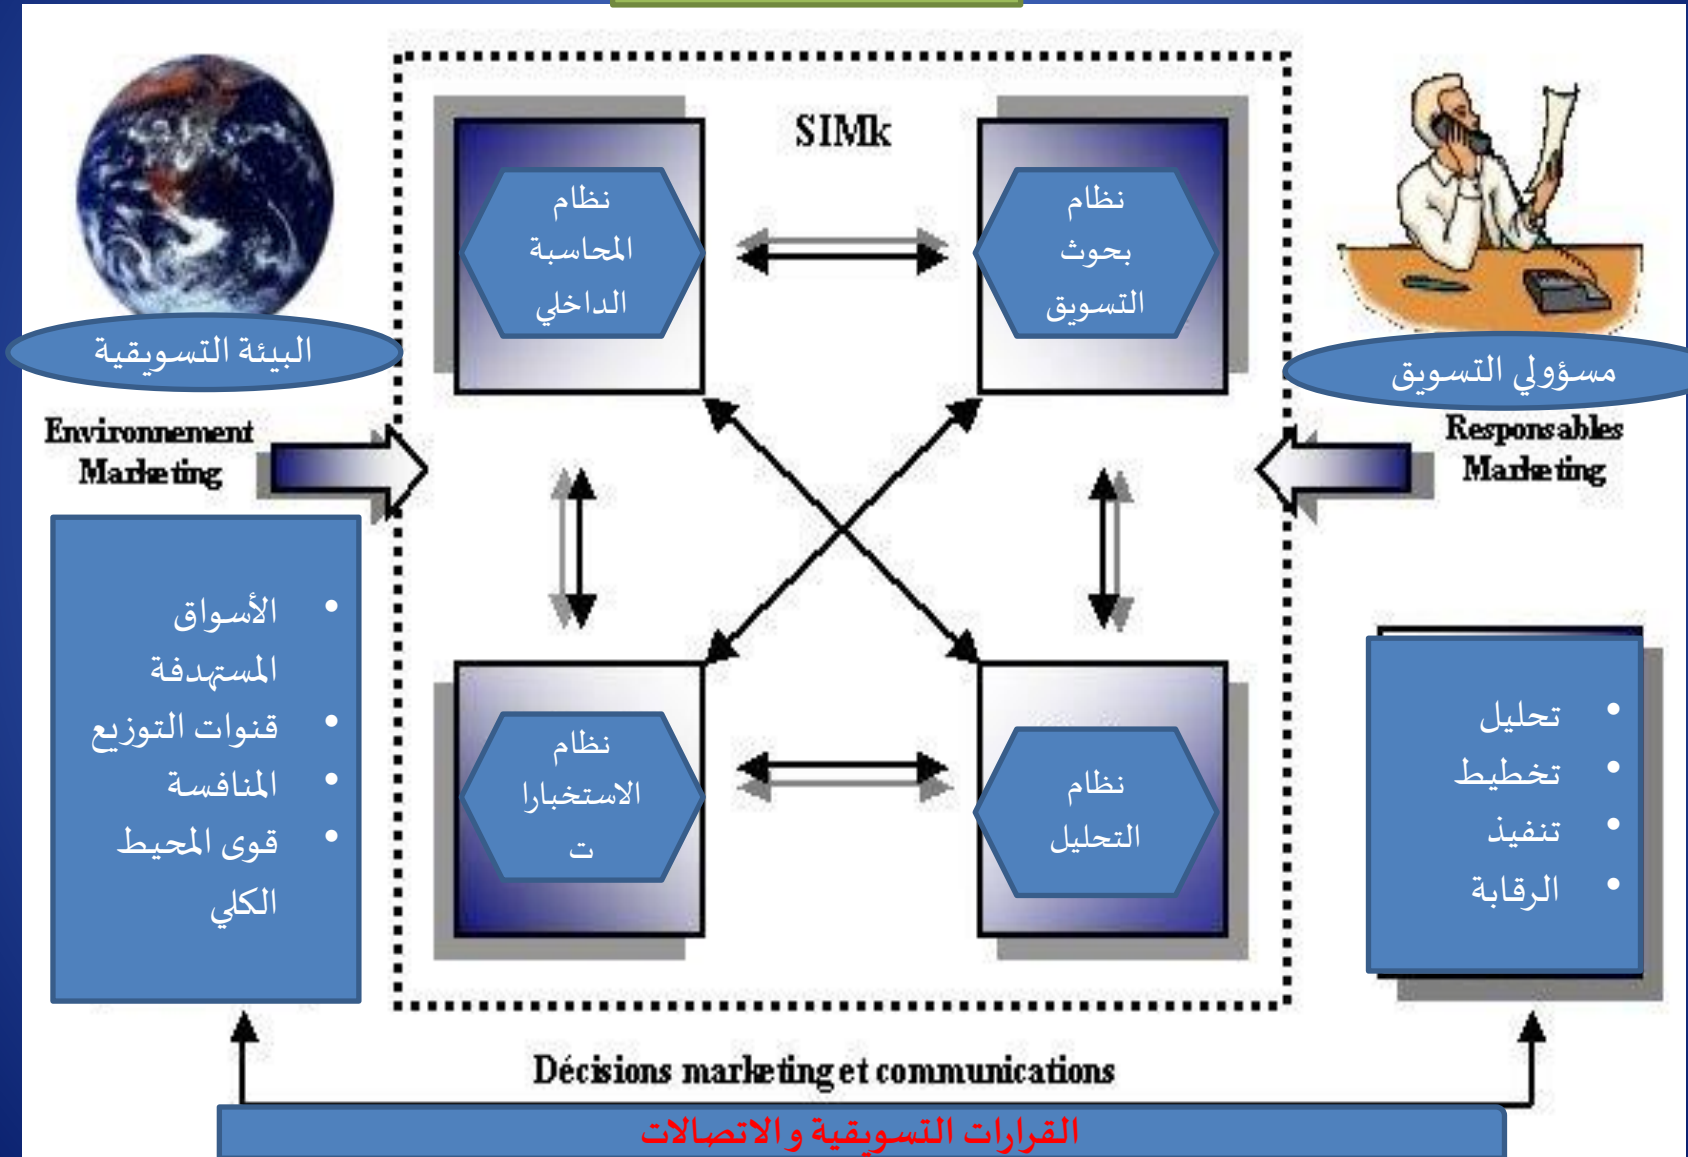 SIMk
نظام
المحاسبة
الداخلي
نظام
بحوث
التسويق
البيئة التسويقية
مسؤولي التسويق
Environnement
Marketing
Responsables
Marketing
• الأسواق
المستهدفة
• قنوات التوزيع
• المنافسة
• قوى المحيط
الكلي
نظام
الاستخبارا
ت
نظام
التحليل
• تحليل
• تخطيط
• تنفيذ
• الرقابة
Décisions marketing et communications
القرارات التسويقية والاتصالات